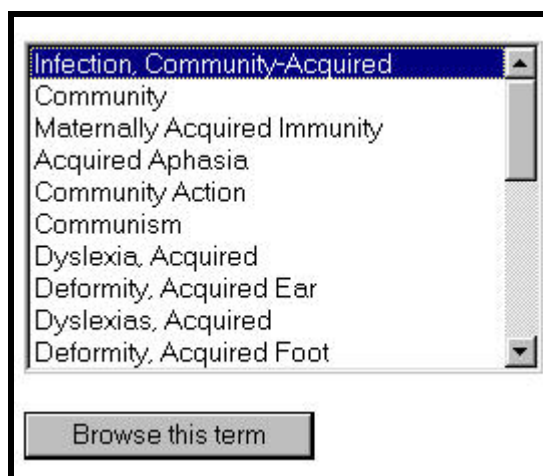 Infection, Community-Acquired
Community
Maternally Acquired Immunity
Acquired Aphasia
Community Action
Communism
Dyslexia, Acquired
Deformity, Acquired Ear
Dyslexias, Acquired
Deformity, Acquired Foot
Browse this term